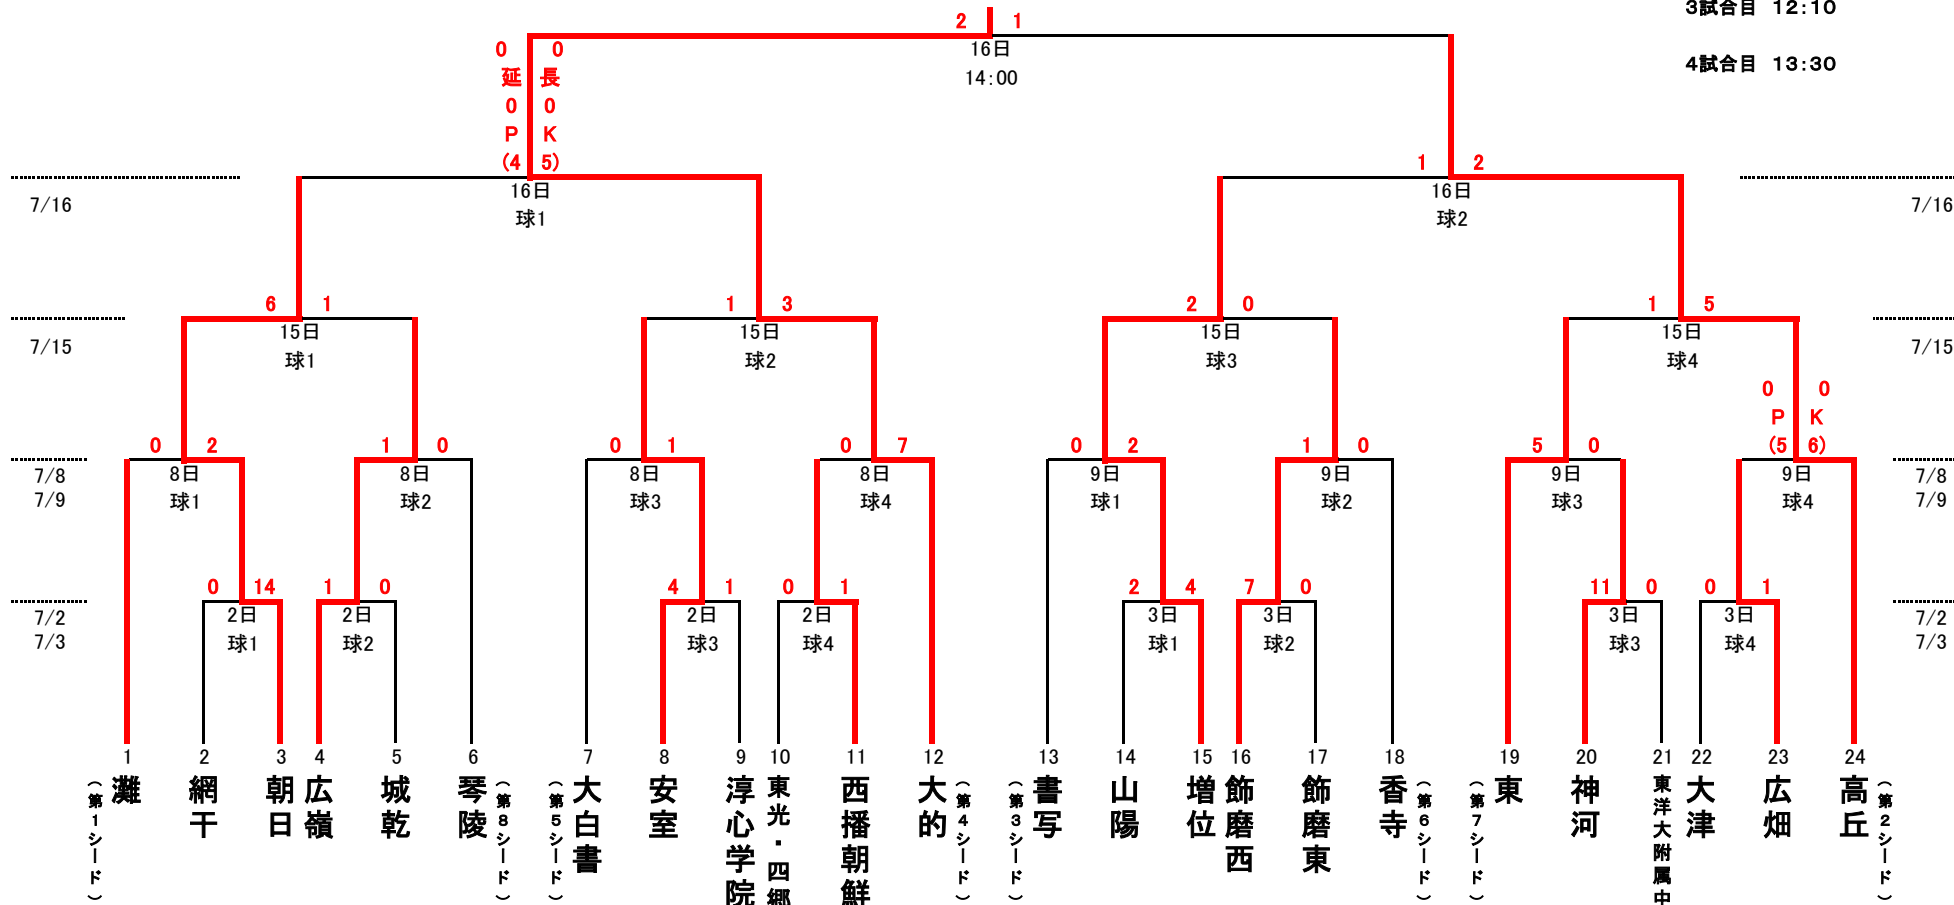 3試合目 12:10
2 1
16日
14:00
4試合目 13:30
0 0
延 長
0 0
P K
(4 5)
16日
球1
1 2
16日
球2
7/16
7/16
6 1
15日
球1
1 3
15日
球2
2 0
15日
球3
1 5
15日
球4
7/15
7/15
0 2
8日
球1
1 0
8日
球2
0 1
8日
球3
0 7
8日
球4
0 2
9日
球1
1 0
9日
球2
5 0
9日
球3
0 0
P K
(5 6)
9日
球4
7/8
7/9
7/8
7/9
0 14
2日
球1
1 0
2日
球2
4 1
2日
球3
0 1
2日
球4
2 4
3日
球1
7 0
3日
球2
11 0
3日
球3
0 1
3日
球4
7/2
7/3
7/2
7/3
1
灘
(第1シード)
2
網干
3
朝日
4
広嶺
5
城乾
6
琴陵
(第8シード)
7
大白書
(第5シード)
8
安室
9
淳心学院
10
東光・四郷
11
西播朝鮮
12
大的
(第4シード)
13
書写
(第3シード)
14
山陽
15
増位
16
飾磨西
17
飾磨東
18
香寺
(第6シード)
19
東
(第7シード)
20
神河
21
東洋大附属中
22
大津
23
広畑
24
高丘
(第2シード)